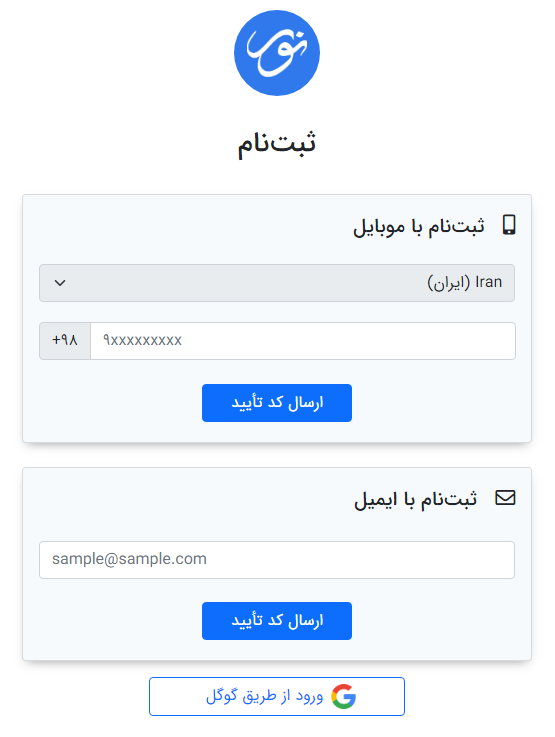 نور
ثبت‌نام
ثبت‌نام با موبایل
Iran (ایران)
+۹۸
۹xxxxxxxxx
ارسال کد تأیید
ثبت‌نام با ایمیل
sample@sample.com
ارسال کد تأیید
ورود از طریق گوگل